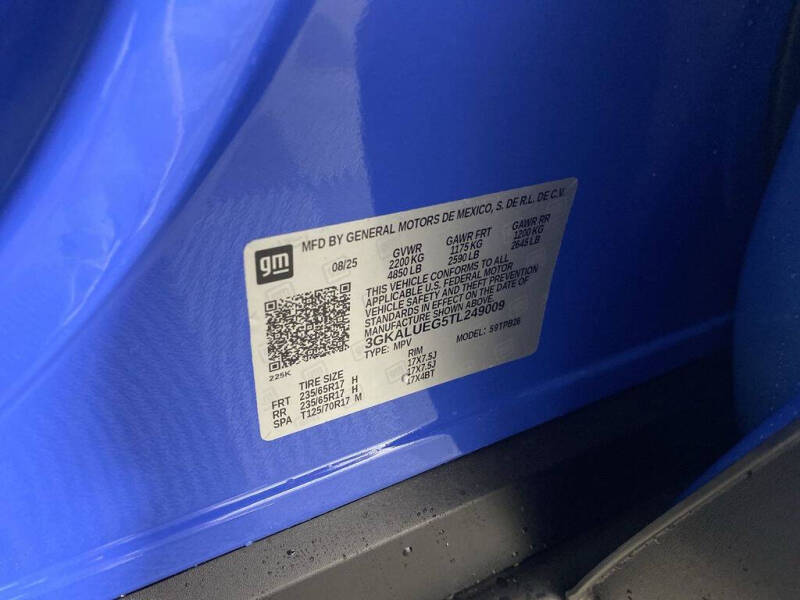 gm
MFD BY GENERAL MOTORS DE MEXICO, S. DE R.L. DE C.V.
08/25 GVWR GAWR FRT GAWR RR
2200 KG 1175 KG 1200 KG
4850 LB 2590 LB 2645 LB
THIS VEHICLE CONFORMS TO ALL
APPLICABLE U.S. FEDERAL MOTOR
VEHICLE SAFETY AND THEFT PREVENTION
STANDARDS IN EFFECT ON THE DATE OF
MANUFACTURE SHOWN ABOVE.
3GKALUEG5TL249009
TYPE: MPV MODEL: 59TPB26
225K
TIRE SIZE RIM
FRT 235/65R17 H 17X7.5J
RR 235/65R17 H 17X7.5J
SPA T125/70R17 M 17X4BT